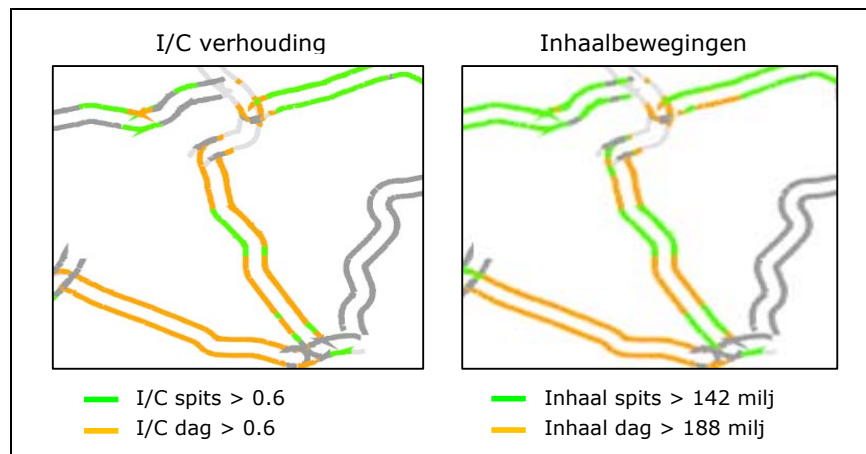 I/C verhouding
Inhaalbewegingen
I/C spits > 0.6
I/C dag > 0.6
Inhaal spits > 142 milj
Inhaal dag > 188 milj